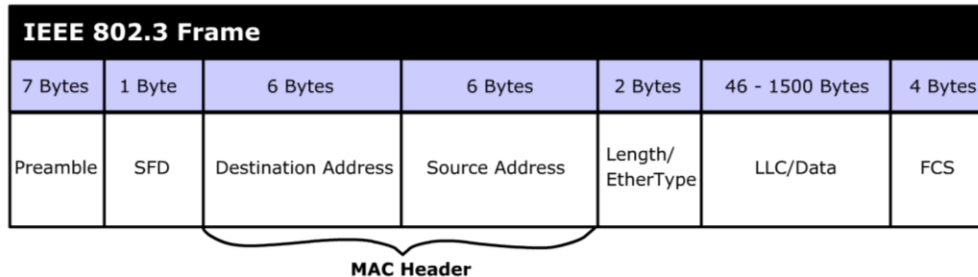 IEEE 802.3 Frame
7 Bytes 1 Byte 6 Bytes 6 Bytes 2 Bytes 46 - 1500 Bytes 4 Bytes
Preamble SFD Destination Address Source Address Length/ EtherType LLC/Data FCS
MAC Header